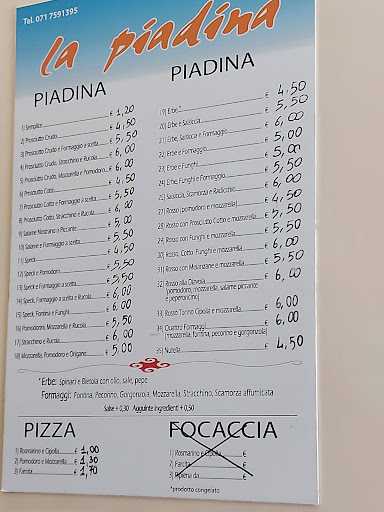 Tel. 071 7591395
la piadina
PIADINA
1) Semplice € 1,20
2) Prosciutto Crudo € 4,50
3) Prosciutto Crudo e Formaggio a scelta € 5,50
4) Prosciutto Crudo, Stracchino e Rucola € 6,00
5) Prosciutto Crudo, Mozzarella e Pomodoro € 6,00
6) Prosciutto Cotto € 4,50
7) Prosciutto Cotto e Formaggio a scelta € 5,50
8) Prosciutto Cotto, Stracchino e Rucola € 6,00
9) Salame Nostrano o Piccante € 5,00
10) Salame e Formaggio a scelta € 5,50
11) Speck € 4,50
12) Speck e Pomodoro € 5,50
13) Speck e Formaggio a scelta € 5,50
14) Speck, Formaggio a scelta e Rucola € 6,00
15) Speck, Fontina e Funghi € 6,00
16) Pomodorini, Mozzarella e Rucola € 5,50
17) Stracchino e Rucola € 6,00
18) Mozzarella, Pomodoro e Origano € 5,00
PIADINA
19) Erbe* € 4,50
20) Erbe e Salsiccia € 5,50
21) Erbe, Salsiccia e Formaggio € 6,00
22) Erbe e Formaggio € 5,00
23) Erbe e Funghi € 5,00
24) Erbe, Funghi e Formaggio € 5,50
25) Salsiccia, Scamorza e Radicchio € 6,00
27) Rosso (pomodoro e mozzarella) € 4,50
28) Rosso con Prosciutto Cotto e mozzarella € 5,50
29) Rosso con Funghi e mozzarella € 5,50
30) Rosso, Cotto, Funghi e mozzarella € 6,00
31) Rosso con Melanzane e mozzarella € 5,50
32) Rosso alla Diavola € 6,00
(pomodoro, mozzarella, salame piccante
e peperoncino)
33) Rosso Tonno Cipolla e mozzarella € 6,00
34) Quattro Formaggi € 6,00
(mozzarella, fontina, pecorino e gorgonzola)
35) Nutella € 4,50
*Erbe: Spinaci e Bietola con olio, sale, pepe
Formaggi: Fontina, Pecorino, Gorgonzola, Mozzarella, Stracchino, Scamorza affumicata
Salse + 0,30 Aggiunte ingredienti + 0,50
PIZZA
1) Rosmarino e Cipolla € 1,00
2) Pomodoro e Mozzarella € 1,30
3) Farcita € 1,70
FOCACCIA
1) Rosmarino e Cipolla €
2) Farcita €
3) Ripiena da €
*prodotto congelato